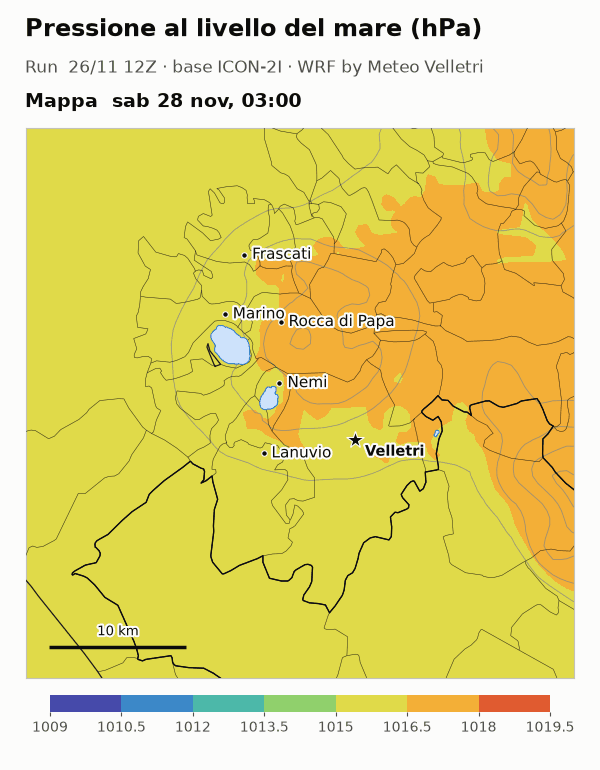 Pressione al livello del mare (hPa)
Run  26/11 12Z · base ICON-2I · WRF by Meteo Velletri
Mappa  sab 28 nov, 03:00
Frascati
Marino
Rocca di Papa
Nemi
Velletri
Lanuvio
10 km
1009 1010.5 1012 1013.5 1015 1016.5 1018 1019.5